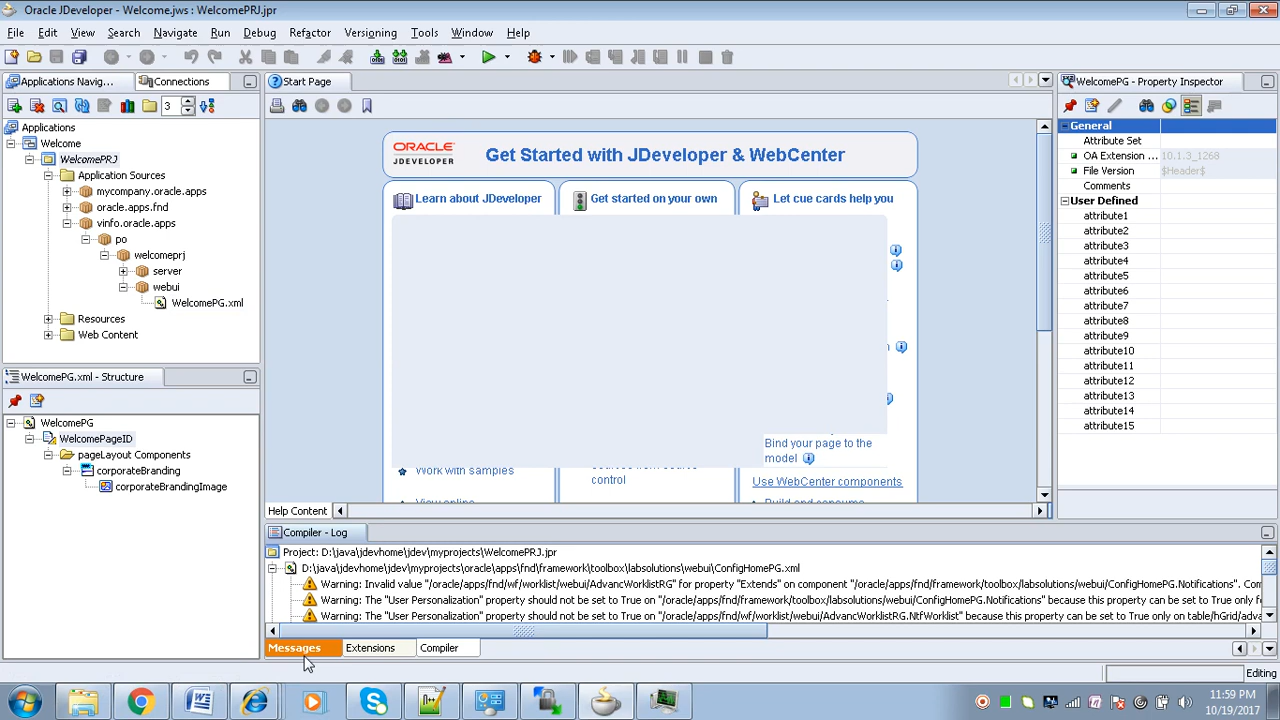 Oracle JDeveloper - Welcome.jws : WelcomePRJ.jpr
File Edit View Search Navigate Run Debug Refactor Versioning Tools Window Help
Applications Navig... Connections
3
Applications
Welcome
WelcomePRJ
Application Sources
mycompany.oracle.apps
oracle.apps.fnd
vinfo.oracle.apps
po
welcomeprj
server
webui
WelcomePG.xml
Resources
Web Content
WelcomePG.xml - Structure
WelcomePG
WelcomePageID
pageLayout Components
corporateBranding
corporateBrandingImage
Start Page
ORACLE
JDEVELOPER
Get Started with JDeveloper & WebCenter
Learn about JDeveloper
Get started on your own
Let cue cards help you
Bind your page to the
model
Work with samples
control
Use WebCenter components
Help Content
Compiler - Log
Project: D:\java\jdevhome\jdev\myprojects\WelcomePRJ.jpr
D:\java\jdevhome\jdev\myprojects\oracle\apps\fnd\framework\toolbox\labsolutions\webui\ConfigHomePG.xml
Warning: Invalid value "/oracle/apps/fnd/wf/worklist/webui/AdvancWorklistRG" for property "Extends" on component "/oracle/apps/fnd/framework/toolbox/labsolutions/webui/ConfigHomePG.Notifications". Co
Warning: The "User Personalization" property should not be set to True on "/oracle/apps/fnd/framework/toolbox/labsolutions/webui/ConfigHomePG.Notifications" because this property can be set to True only f
Warning: The "User Personalization" property should not be set to True on "/oracle/apps/fnd/wf/worklist/webui/AdvancWorklistRG.NtfWorklist" because this property can be set to True only on table/hGrid/advan
Messages Extensions Compiler
WelcomePG - Property Inspector
General
Attribute Set
OA Extension ... 10.1.3_1268
File Version $Header$
Comments
User Defined
attribute1
attribute2
attribute3
attribute4
attribute5
attribute6
attribute7
attribute8
attribute9
attribute10
attribute11
attribute12
attribute13
attribute14
attribute15
Editing
11:59 PM
10/19/2017